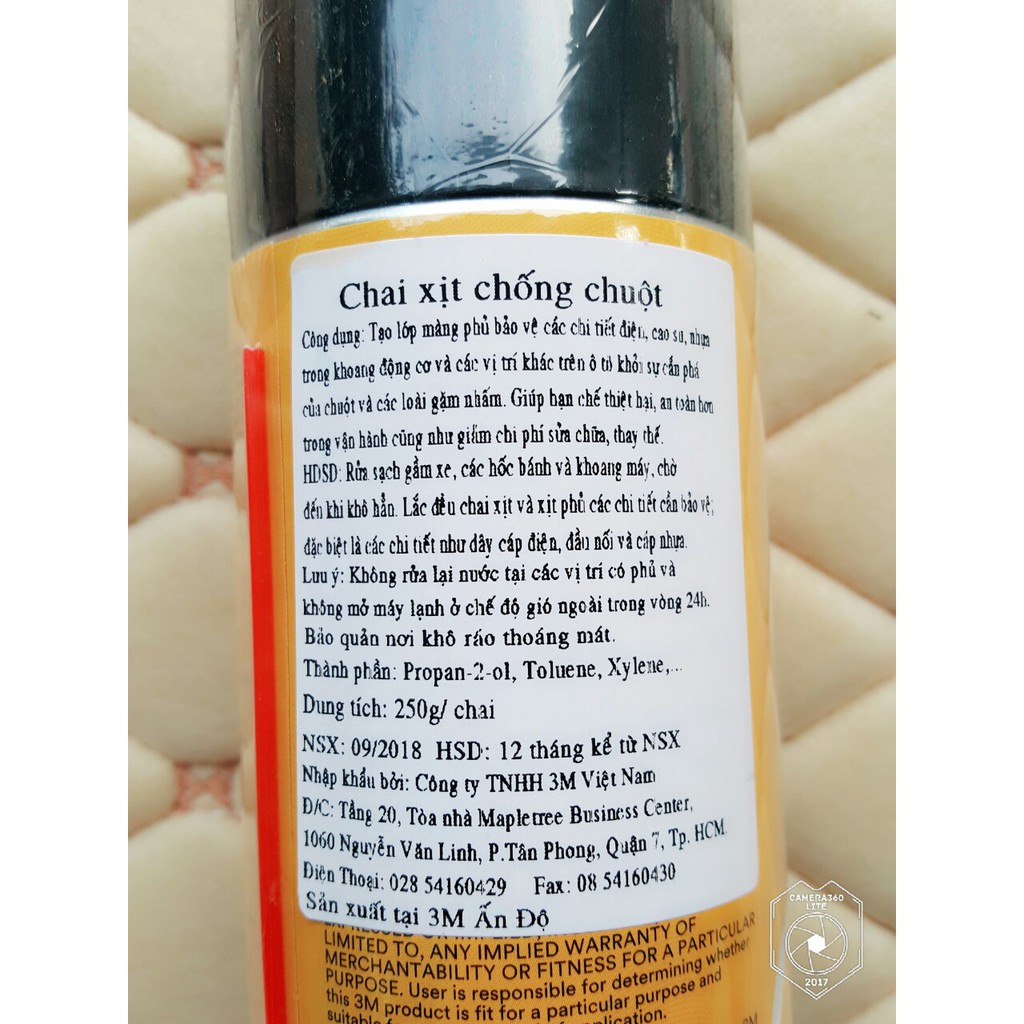 Chai xịt chống chuột
Công dụng: Tạo lớp màng phủ bảo vệ các chi tiết điện, cao su, nhựa
trong khoang động cơ và các vị trí khác trên ô tô khỏi sự cắn phá
của chuột và các loài gặm nhấm. Giúp hạn chế thiệt hại, an toàn hơn
trong vận hành cũng như giảm chi phí sửa chữa, thay thế.
HDSD: Rửa sạch gầm xe, các hốc bánh và khoang máy, chờ
đến khi khô hẳn. Lắc đều chai xịt và xịt phủ các chi tiết cần bảo vệ;
đặc biệt là các chi tiết như dây cáp điện, đầu nối và cáp nhựa.
Lưu ý: Không rửa lại nước tại các vị trí có phủ và
không mở máy lạnh ở chế độ gió ngoài trong vòng 24h.
Bảo quản nơi khô ráo thoáng mát.
Thành phần: Propan-2-ol, Toluene, Xylene,...
Dung tích: 250g/ chai
NSX: 09/2018 HSD: 12 tháng kể từ NSX
Nhập khẩu bởi: Công ty TNHH 3M Việt Nam
Đ/C: Tầng 20, Tòa nhà Mapletree Business Center,
1060 Nguyễn Văn Linh, P.Tân Phong, Quận 7, Tp. HCM.
Điện Thoại: 028 54160429 Fax: 08 54160430
Sản xuất tại 3M Ấn Độ
LIMITED TO, ANY IMPLIED WARRANTY OF
MERCHANTABILITY OR FITNESS FOR A PARTICULAR
PURPOSE. User is responsible for determining whether
this 3M product is fit for a particular purpose and
application.
CAMERA360
LITE
2017